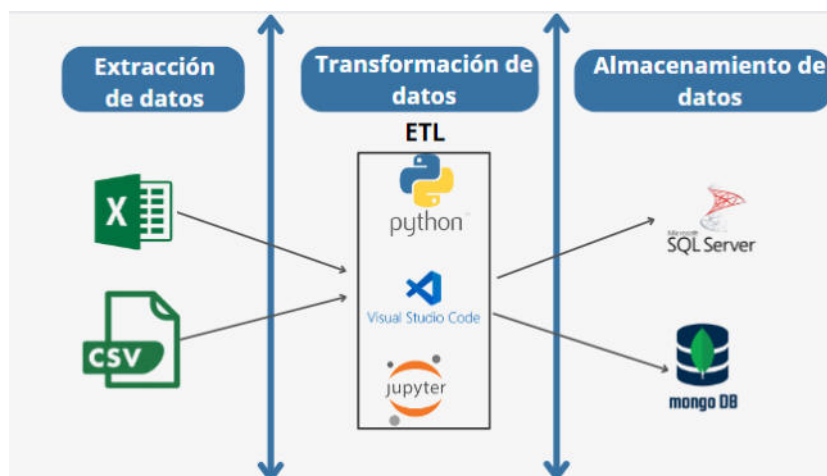 Extracción
de datos
Transformación de
datos
Almacenamiento de
datos
ETL
X
CSV
python
Visual Studio Code
jupyter
Microsoft
SQL Server
mongo DB